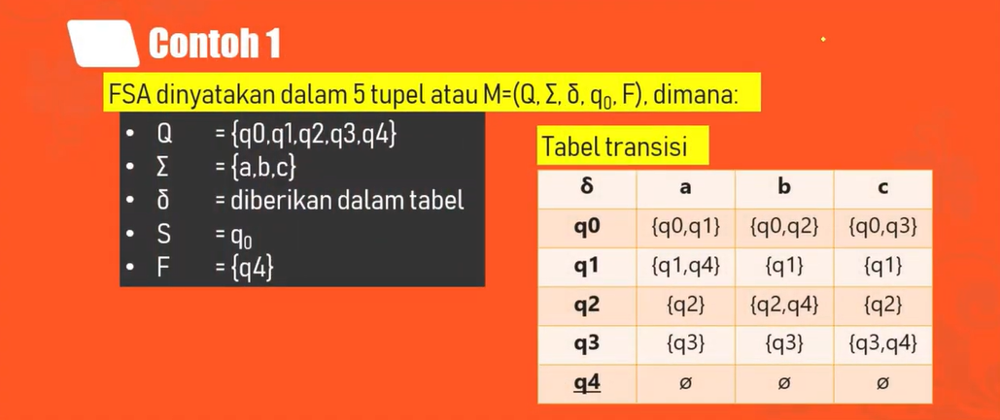 Contoh 1
FSA dinyatakan dalam 5 tupel atau M=(Q, Σ, δ, q₀, F), dimana:
• Q = {q0,q1,q2,q3,q4}
• Σ = {a,b,c}
• δ = diberikan dalam tabel
• S = q₀
• F = {q4}
Tabel transisi
δ a b c
q0 {q0,q1} {q0,q2} {q0,q3}
q1 {q1,q4} {q1} {q1}
q2 {q2} {q2,q4} {q2}
q3 {q3} {q3} {q3,q4}
q4 ø ø ø